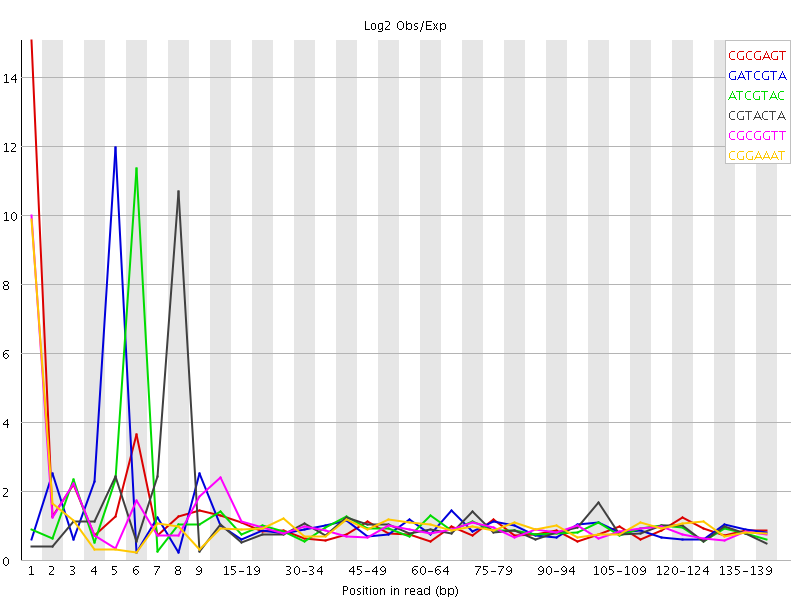 Log2 Obs/Exp
CGCGAGT
GATCGTA
ATCGTAC
CGTACTA
CGCGGTT
CGGAAAT
14
12
10
8
6
4
2
0
1 2 3 4 5 6 7 8 9 15-19 30-34 45-49 60-64 75-79 90-94 105-109 120-124 135-139
Position in read (bp)